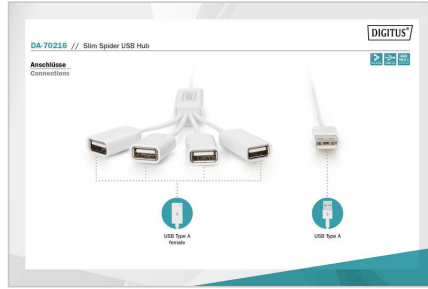 DIGITUS®
DA-70216 // Slim Spider USB Hub
Anschlüsse
Connections
USB Type A
female
USB Type A